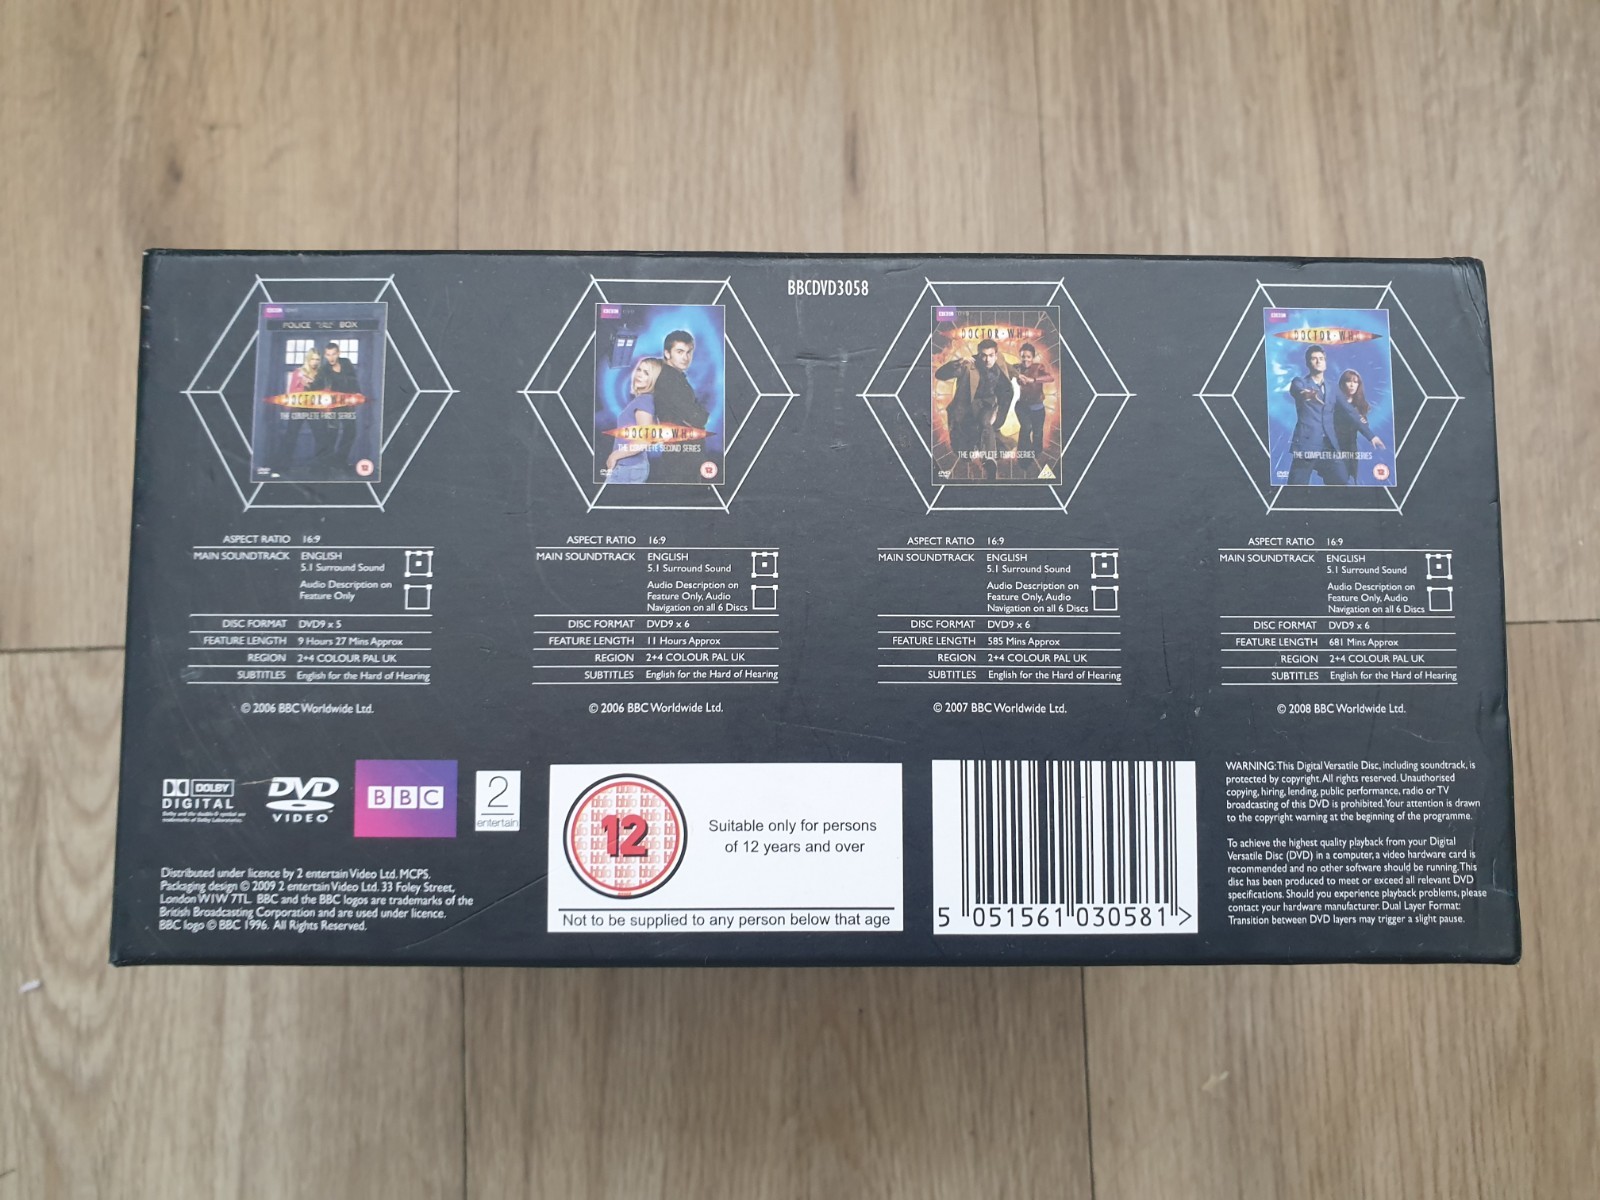 BBCDVD3058
BBC
POLICE BOX
DOCTOR·WHO
THE COMPLETE FIRST SERIES
12
BBC
DOCTOR·WHO
THE COMPLETE SECOND SERIES
12
BBC
DOCTOR·WHO
THE COMPLETE THIRD SERIES
BBC
DOCTOR·WHO
THE COMPLETE FOURTH SERIES
12
ASPECT RATIO 16:9
MAIN SOUNDTRACK ENGLISH
5.1 Surround Sound
Audio Description on
Feature Only
DISC FORMAT DVD9 x 5
FEATURE LENGTH 9 Hours 27 Mins Approx
REGION 2+4 COLOUR PAL UK
SUBTITLES English for the Hard of Hearing
© 2006 BBC Worldwide Ltd.
ASPECT RATIO 16:9
MAIN SOUNDTRACK ENGLISH
5.1 Surround Sound
Audio Description on
Feature Only, Audio
Navigation on all 6 Discs
DISC FORMAT DVD9 x 6
FEATURE LENGTH 11 Hours Approx
REGION 2+4 COLOUR PAL UK
SUBTITLES English for the Hard of Hearing
© 2006 BBC Worldwide Ltd.
ASPECT RATIO 16:9
MAIN SOUNDTRACK ENGLISH
5.1 Surround Sound
Audio Description on
Feature Only, Audio
Navigation on all 6 Discs
DISC FORMAT DVD9 x 6
FEATURE LENGTH 585 Mins Approx
REGION 2+4 COLOUR PAL UK
SUBTITLES English for the Hard of Hearing
© 2007 BBC Worldwide Ltd.
ASPECT RATIO 16:9
MAIN SOUNDTRACK ENGLISH
5.1 Surround Sound
Audio Description on
Feature Only, Audio
Navigation on all 6 Discs
DISC FORMAT DVD9 x 6
FEATURE LENGTH 681 Mins Approx
REGION 2+4 COLOUR PAL UK
SUBTITLES English for the Hard of Hearing
© 2008 BBC Worldwide Ltd.
DOLBY
DIGITAL
Dolby and the double-D symbol are
trademarks of Dolby Laboratories
DVD
VIDEO
BBC
2
entertain
Distributed under licence by 2 entertain Video Ltd. MCPS.
Packaging design © 2009 2 entertain Video Ltd. 33 Foley Street,
London W1W 7TL. BBC and the BBC logos are trademarks of the
British Broadcasting Corporation and are used under licence.
BBC logo © BBC 1996. All Rights Reserved.
12
Suitable only for persons
of 12 years and over
Not to be supplied to any person below that age
5 051561 030581 >
WARNING: This Digital Versatile Disc, including soundtrack, is
protected by copyright. All rights reserved. Unauthorised
copying, hiring, lending, public performance, radio or TV
broadcasting of this DVD is prohibited. Your attention is drawn
to the copyright warning at the beginning of the programme.
To achieve the highest quality playback from your Digital
Versatile Disc (DVD) in a computer, a video hardware card is
recommended and no other software should be running. This
disc has been produced to meet or exceed all relevant DVD
specifications. Should you experience playback problems, please
contact your hardware manufacturer. Dual Layer Format:
Transition between DVD layers may trigger a slight pause.